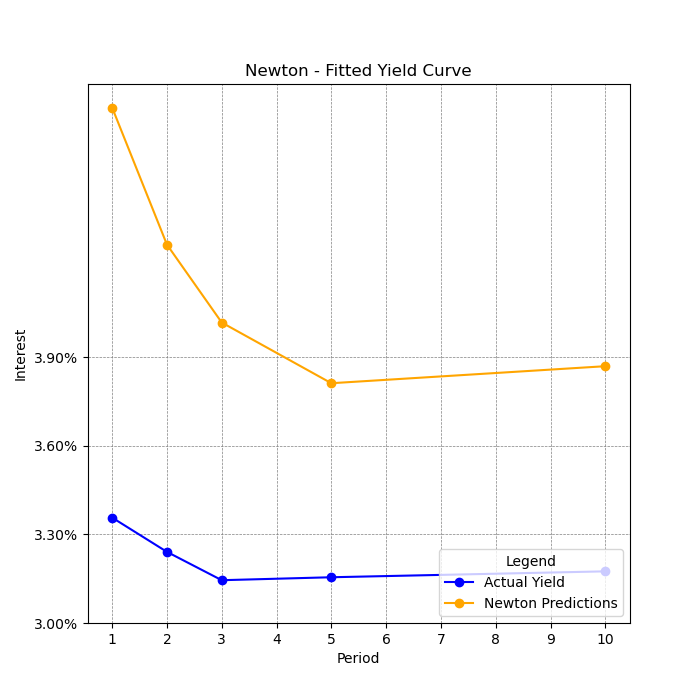 Newton - Fitted Yield Curve
Interest
3.90%
3.60%
3.30%
3.00%
Legend
Actual Yield
Newton Predictions
1 2 3 4 5 6 7 8 9 10
Period